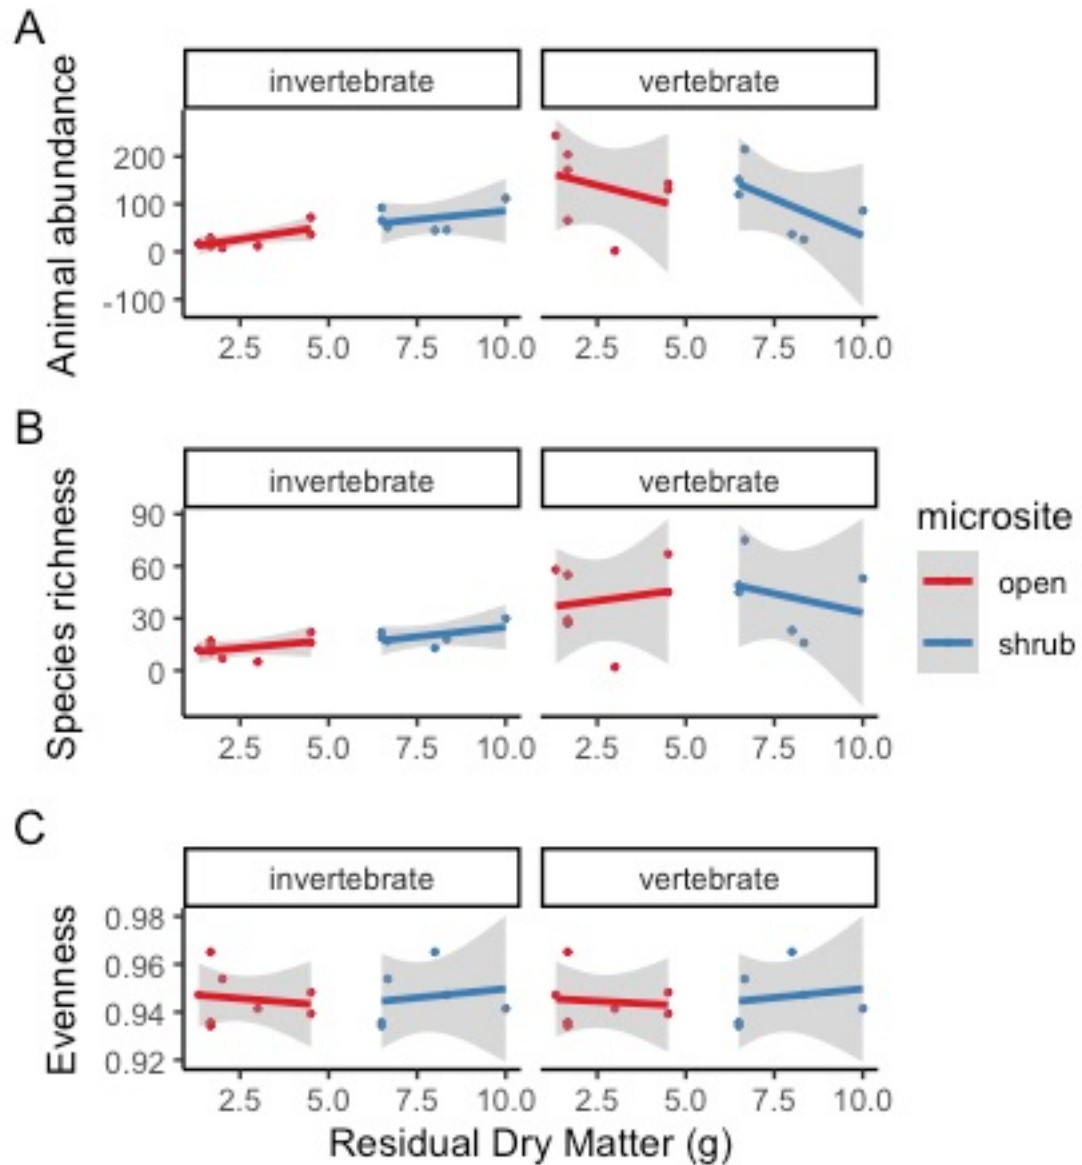 A
invertebrate vertebrate
Animal abundance
200
100
0
-100
2.5 5.0 7.5 10.0 2.5 5.0 7.5 10.0
B
invertebrate vertebrate
Species richness
90
60
30
0
2.5 5.0 7.5 10.0 2.5 5.0 7.5 10.0
microsite
open
shrub
C
invertebrate vertebrate
Evenness
0.98
0.96
0.94
0.92
2.5 5.0 7.5 10.0 2.5 5.0 7.5 10.0
Residual Dry Matter (g)